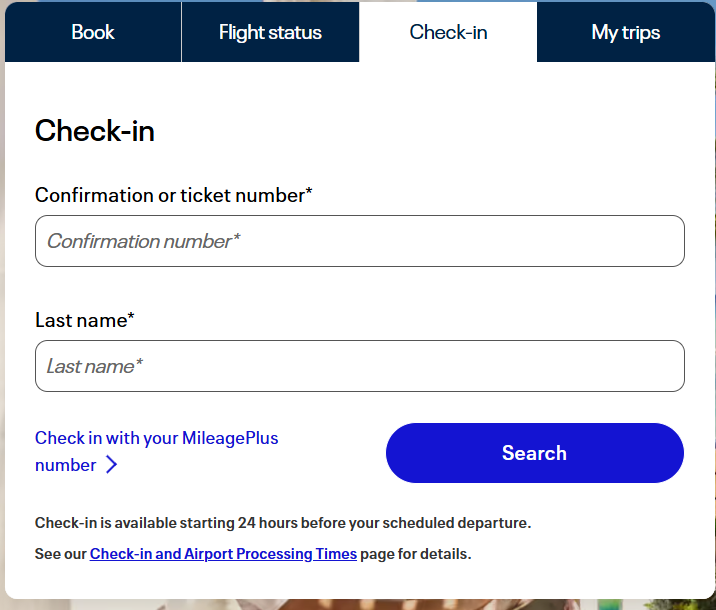 Book
Flight status
Check-in
My trips
Check-in
Confirmation or ticket number*
Confirmation number*
Last name*
Last name*
Check in with your MileagePlus
number
Search
Check-in is available starting 24 hours before your scheduled departure.
See our Check-in and Airport Processing Times page for details.